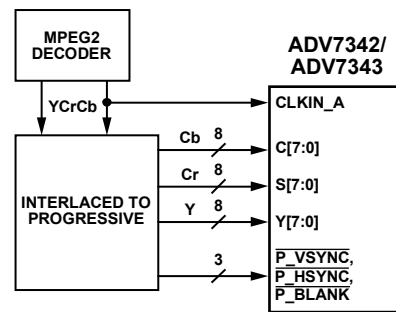 MPEG2
DECODER
ADV7342/
ADV7343
YCrCb
CLKIN_A
Cb 8
C[7:0]
Cr 8
S[7:0]
INTERLACED TO
PROGRESSIVE
Y 8
Y[7:0]
3
P_VSYNC,
P_HSYNC,
P_BLANK